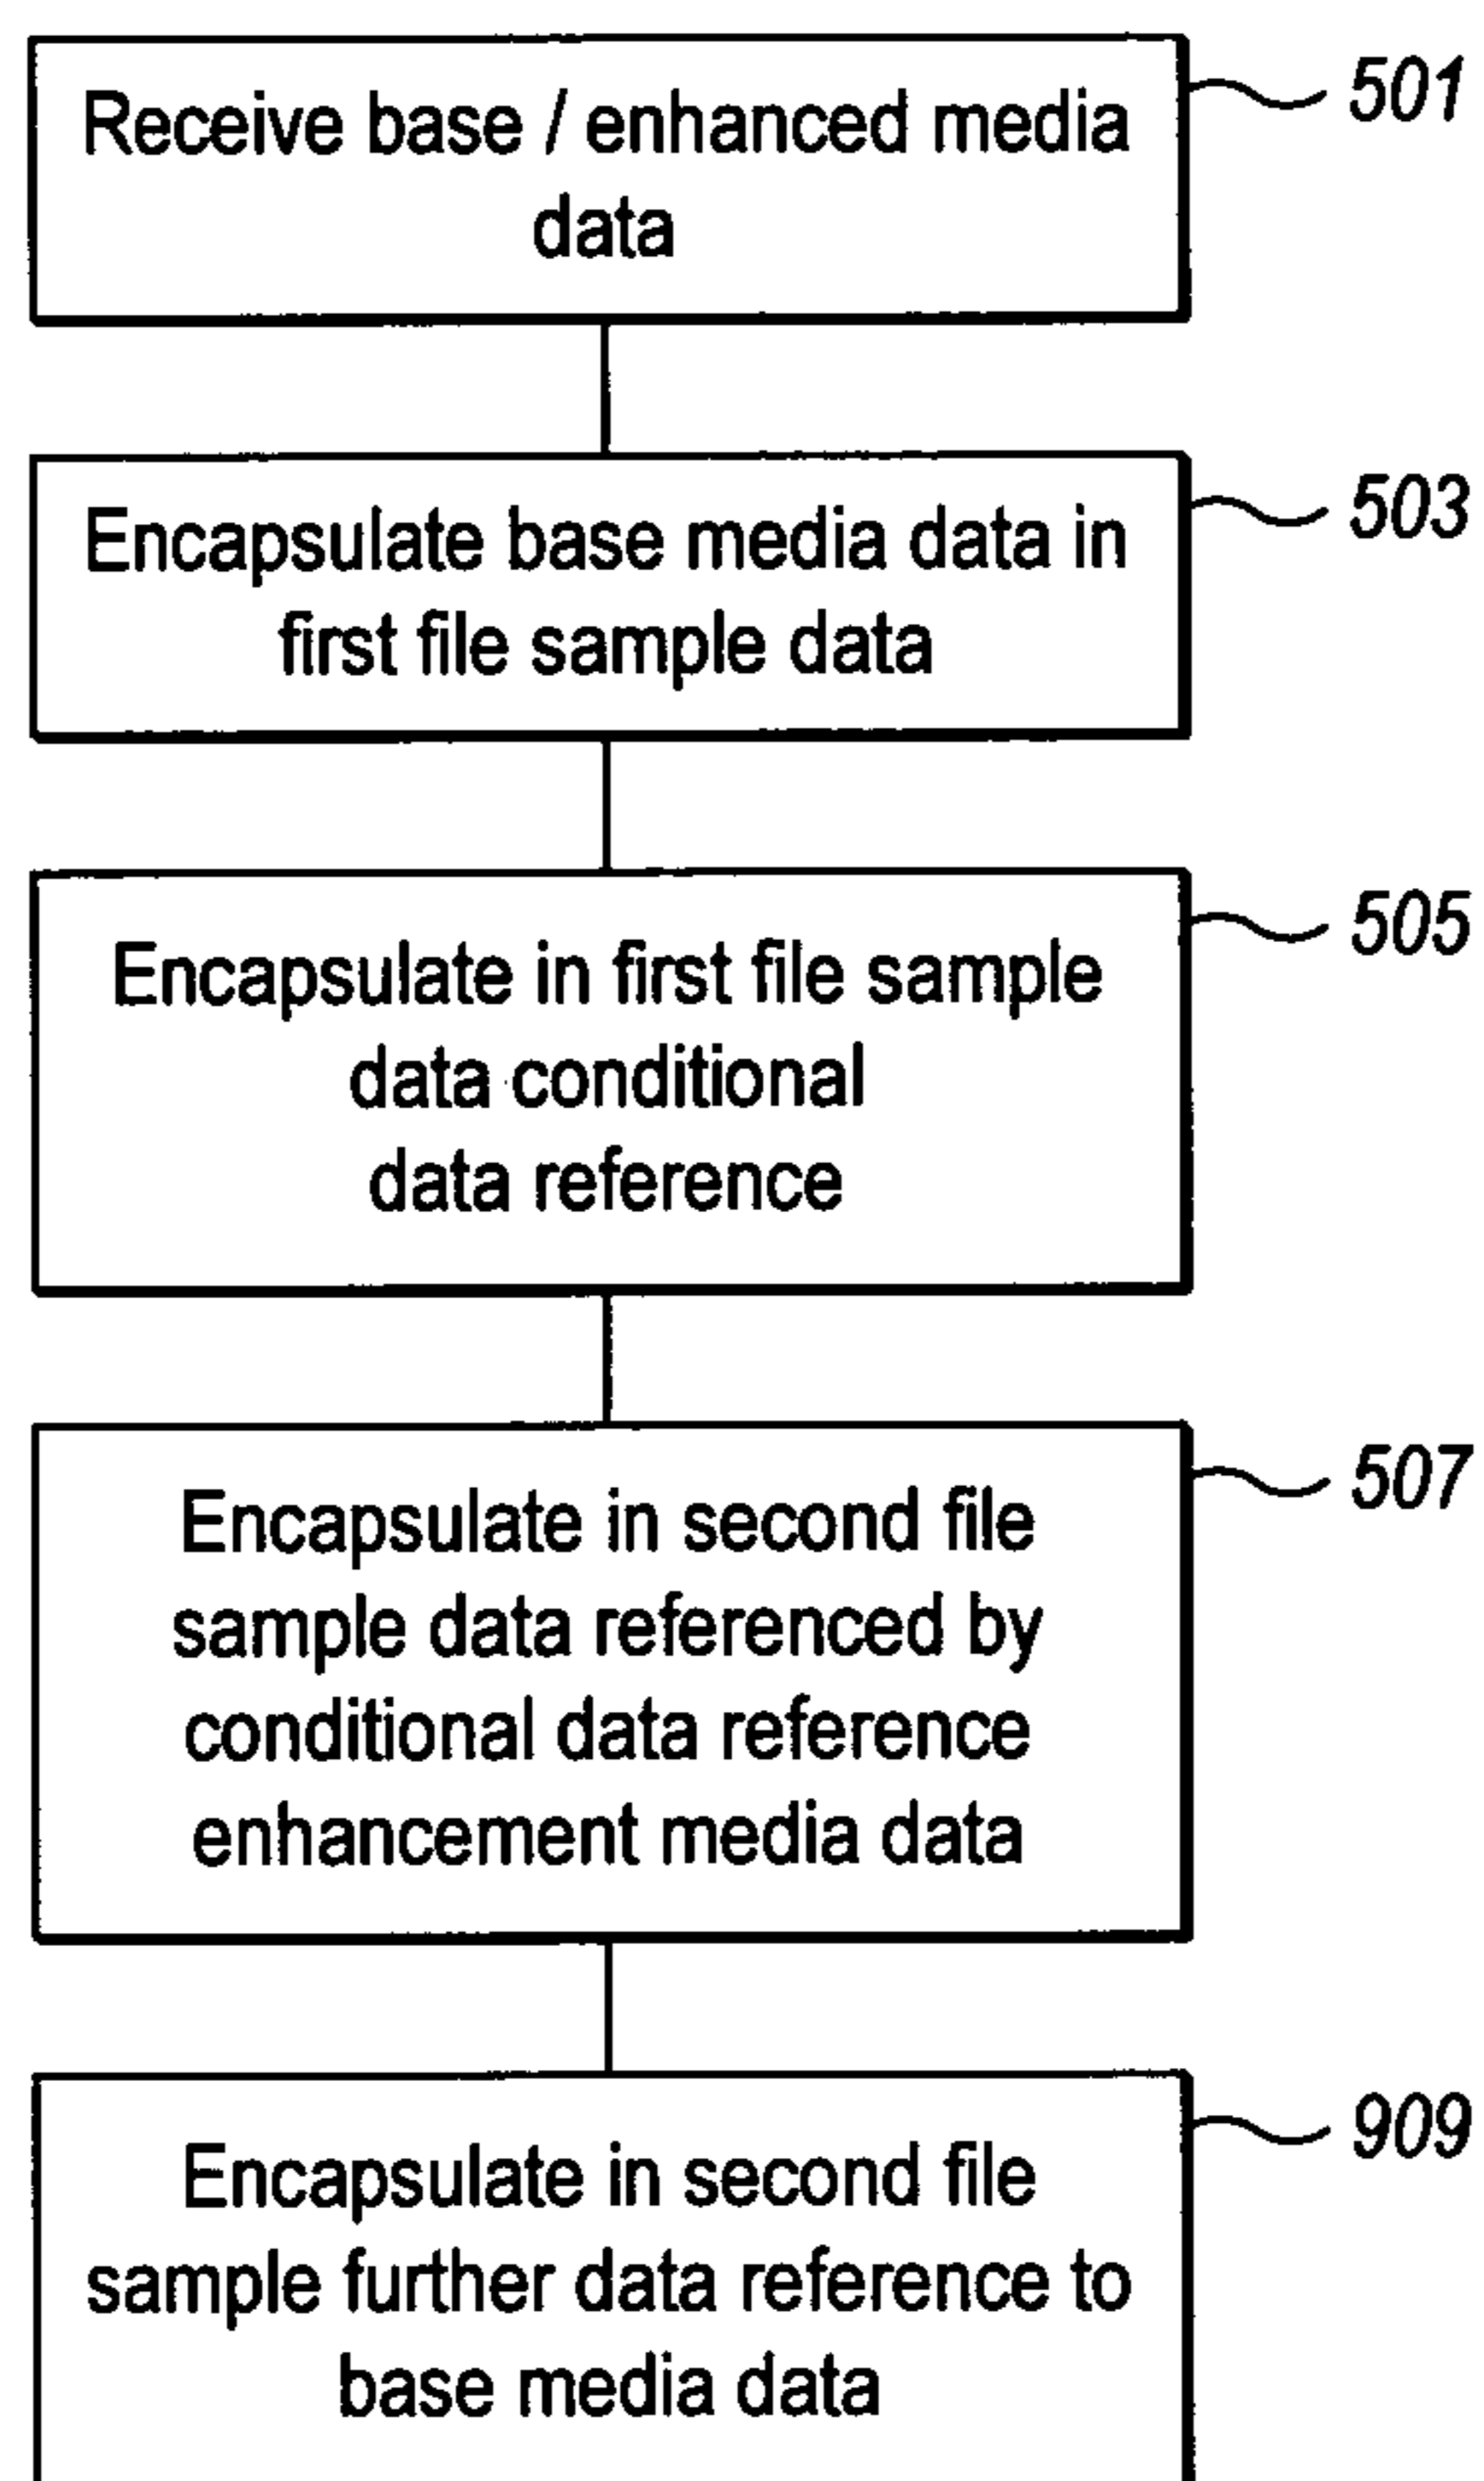 Receive base / enhanced media
data
501
Encapsulate base media data in
first file sample data
503
Encapsulate in first file sample
data conditional
data reference
505
Encapsulate in second file
sample data referenced by
conditional data reference
enhancement media data
507
Encapsulate in second file
sample further data reference to
base media data
909